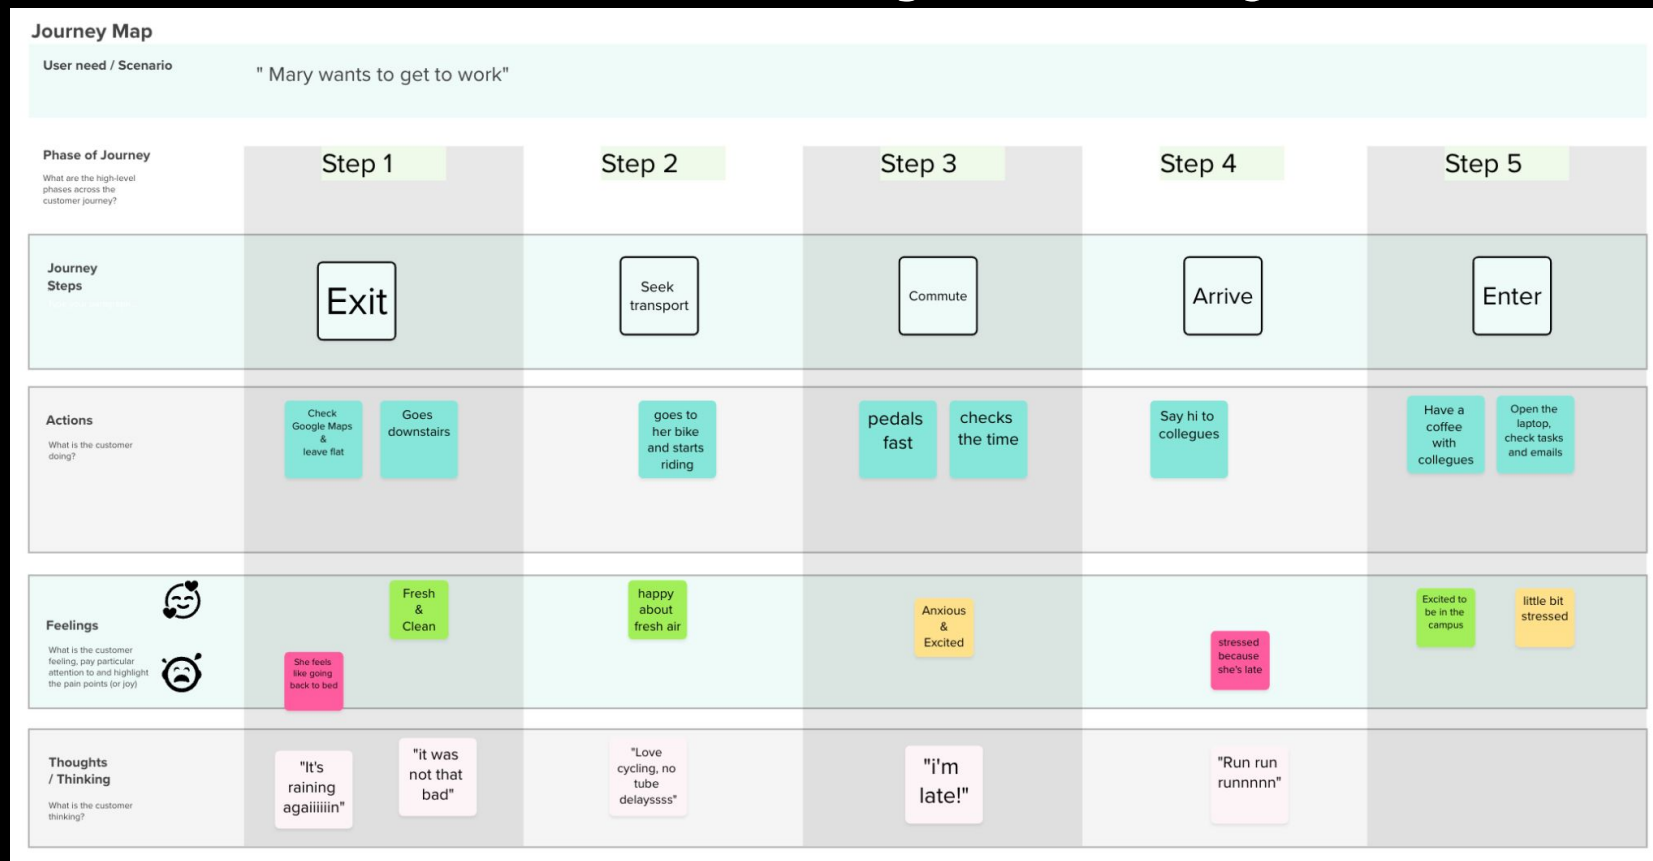 Journey Map
User need / Scenario
" Mary wants to get to work"
Phase of Journey
What are the high-level
phases across the
customer journey?
Step 1
Step 2
Step 3
Step 4
Step 5
Journey
Steps
Exit
Seek
transport
Commute
Arrive
Enter
Actions
What is the customer
doing?
Check
Google Maps
&
leave flat
Goes
downstairs
goes to
her bike
and starts
riding
pedals
fast
checks
the time
Say hi to
collegues
Have a
coffee
with
collegues
Open the
laptop,
check tasks
and emails
Feelings
What is the customer
feeling, pay particular
attention to and highlight
the pain points (or joy)
She feels
like going
back to bed
Fresh
&
Clean
happy
about
fresh air
Anxious
&
Excited
stressed
because
she's late
Excited to
be in the
campus
little bit
stressed
Thoughts
/ Thinking
What is the customer
thinking?
"It's
raining
agaiiiiiin"
"it was
not that
bad"
"Love
cycling, no
tube
delayssss"
"i'm
late!"
"Run run
runnnnn"